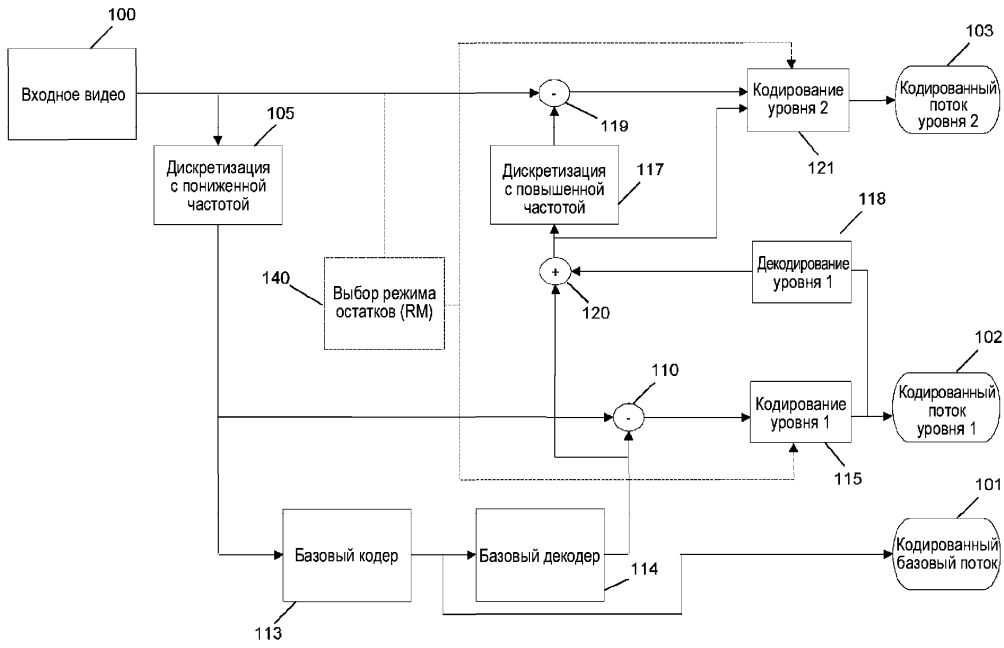 100
Входное видео
105
Дискретизация
с пониженной
частотой
-
119
Дискретизация
с повышенной
частотой
117
Кодирование
уровня 2
121
103
Кодированный
поток
уровня 2
118
Декодирование
уровня 1
+
120
140
Выбор режима
остатков (RM)
110
-
Кодирование
уровня 1
115
102
Кодированный
поток
уровня 1
101
Кодированный
базовый поток
Базовый кодер
113
Базовый декодер
114